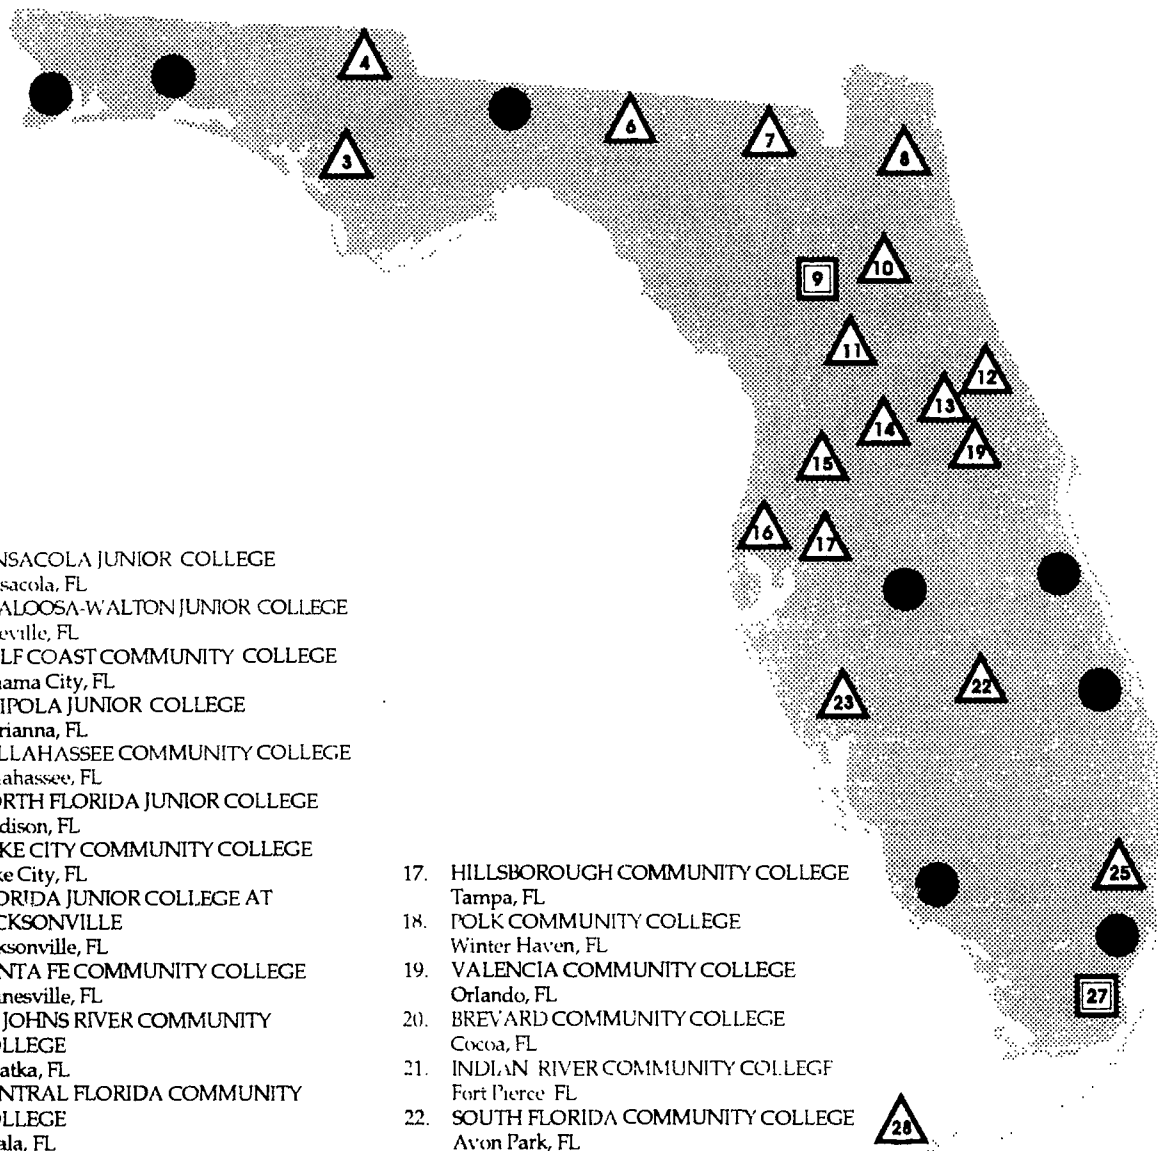 4
6
7
8
3
10
9
11
12
13
14
19
15
16
17
NSACOLA JUNIOR COLLEGE
sacola, FL
ALOOSA-WALTON JUNIOR COLLEGE
eville, FL
LF COAST COMMUNITY COLLEGE
ama City, FL
IPOLA JUNIOR COLLEGE
rianna, FL
LLAHASSEE COMMUNITY COLLEGE
ahassee, FL
RTH FLORIDA JUNIOR COLLEGE
dison, FL
KE CITY COMMUNITY COLLEGE
e City, FL
ORIDA JUNIOR COLLEGE AT
CKSONVILLE
ksonville, FL
NTA FE COMMUNITY COLLEGE
nesville, FL
JOHNS RIVER COMMUNITY
LLEGE
atka, FL
NTRAL FLORIDA COMMUNITY
LLEGE
ala, FL
22
23
25
27
28
17. HILLSBOROUGH COMMUNITY COLLEGE
Tampa, FL
18. POLK COMMUNITY COLLEGE
Winter Haven, FL
19. VALENCIA COMMUNITY COLLEGE
Orlando, FL
20. BREVARD COMMUNITY COLLEGE
Cocoa, FL
21. INDIAN RIVER COMMUNITY COLLEGE
Fort Pierce FL
22. SOUTH FLORIDA COMMUNITY COLLEGE
Avon Park, FL